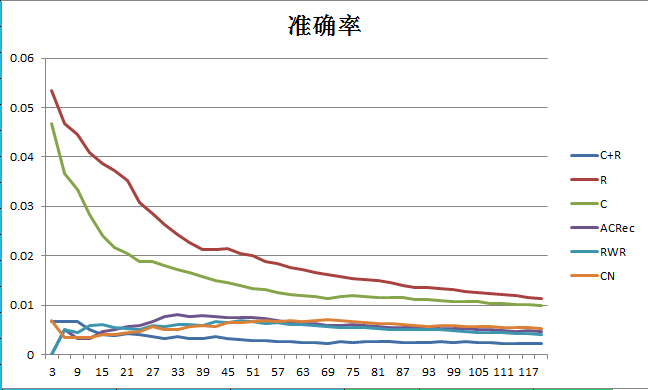 准确率
0.06
0.05
0.04
0.03
0.02
0.01
0
3 9 15 21 27 33 39 45 51 57 63 69 75 81 87 93 99 105 111 117
C+R
R
C
ACRec
RWR
CN